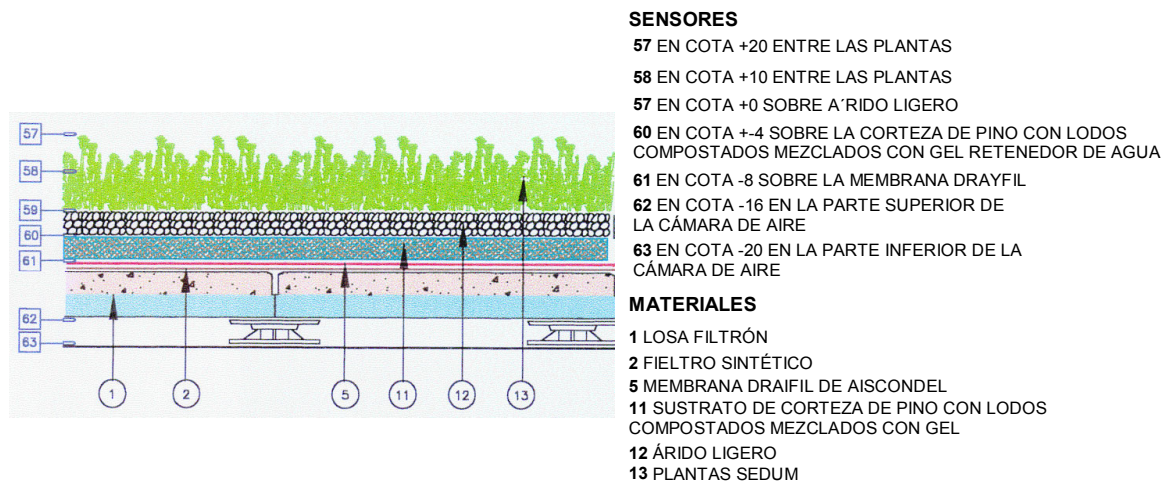 57
58
59
60
61
62
63
1 2 5 11 12 13
SENSORES
57 EN COTA +20 ENTRE LAS PLANTAS
58 EN COTA +10 ENTRE LAS PLANTAS
57 EN COTA +0 SOBRE A´RIDO LIGERO
60 EN COTA +-4 SOBRE LA CORTEZA DE PINO CON LODOS
COMPOSTADOS MEZCLADOS CON GEL RETENEDOR DE AGUA
61 EN COTA -8 SOBRE LA MEMBRANA DRAYFIL
62 EN COTA -16 EN LA PARTE SUPERIOR DE
LA CÁMARA DE AIRE
63 EN COTA -20 EN LA PARTE INFERIOR DE LA
CÁMARA DE AIRE
MATERIALES
1 LOSA FILTRÓN
2 FIELTRO SINTÉTICO
5 MEMBRANA DRAIFIL DE AISCONDEL
11 SUSTRATO DE CORTEZA DE PINO CON LODOS
COMPOSTADOS MEZCLADOS CON GEL
12 ÁRIDO LIGERO
13 PLANTAS SEDUM